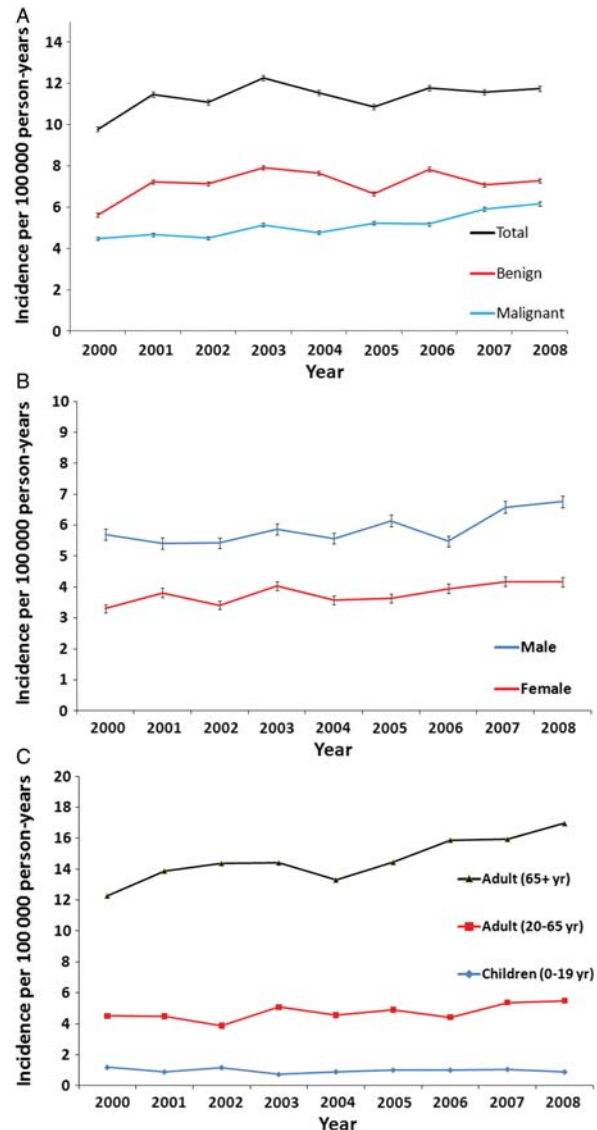 A
Incidence per 100 000 person-years
14
12
10
8
6
4
2
0
Total
Benign
Malignant
2000 2001 2002 2003 2004 2005 2006 2007 2008
Year
B
Incidence per 100 000 person-years
10
9
8
7
6
5
4
3
2
1
0
Male
Female
2000 2001 2002 2003 2004 2005 2006 2007 2008
Year
C
Incidence per 100 000 person-years
20
18
16
14
12
10
8
6
4
2
0
Adult (65+ yr)
Adult (20-65 yr)
Children (0-19 yr)
2000 2001 2002 2003 2004 2005 2006 2007 2008
Year